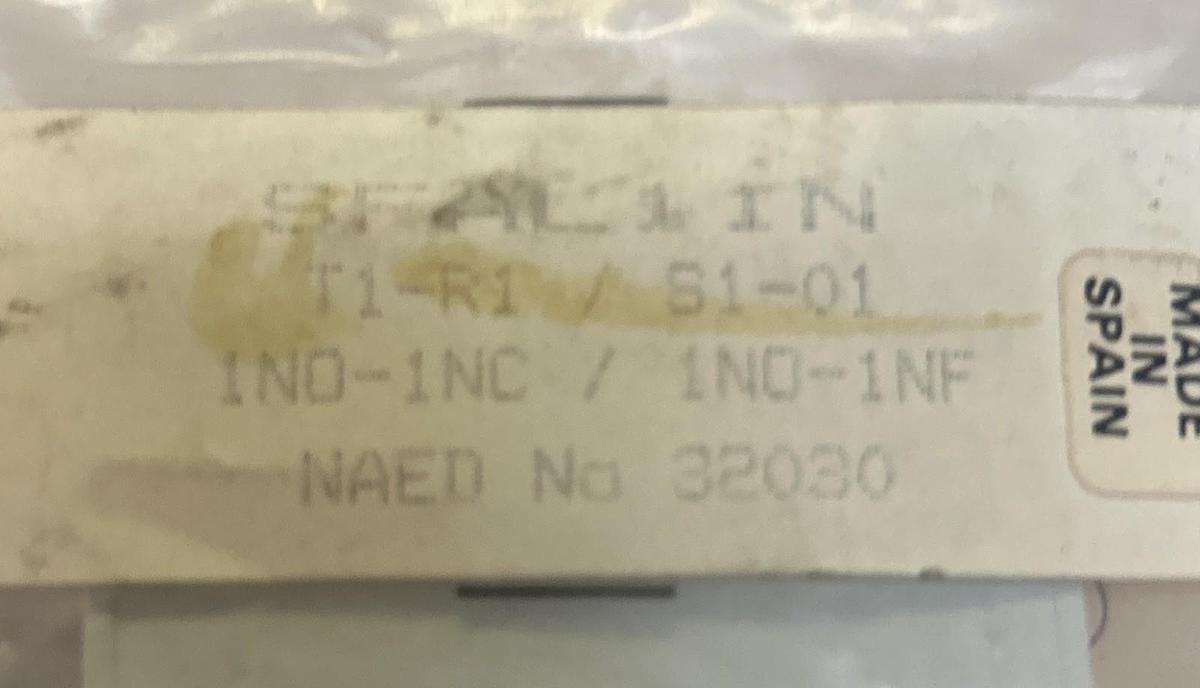 T1-R1 / S1-01
1NO-1NC / 1NO-1NF
NAED No 32030
MADE
IN
SPAIN